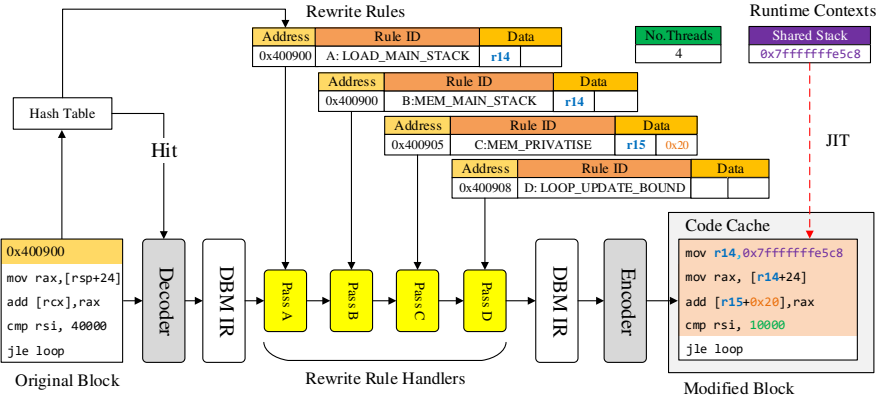 Rewrite Rules
Runtime Contexts
Address Rule ID Data
0x400900 A: LOAD_MAIN_STACK r14
No.Threads
4
Shared Stack
0x7fffffffe5c8
Address Rule ID Data
0x400900 B:MEM_MAIN_STACK r14
Hash Table
Address Rule ID Data
0x400905 C:MEM_PRIVATISE r15 0x20
Hit
JIT
Address Rule ID Data
0x400908 D: LOOP_UPDATE_BOUND
Code Cache
0x400900
mov rax,[rsp+24]
add [rcx],rax
cmp rsi, 40000
jle loop
Original Block
Decoder
DBM IR
Pass A
Pass B
Pass C
Pass D
Rewrite Rule Handlers
DBM IR
Encoder
mov r14,0x7fffffffe5c8
mov rax, [r14+24]
add [r15+0x20],rax
cmp rsi, 10000
jle loop
Modified Block